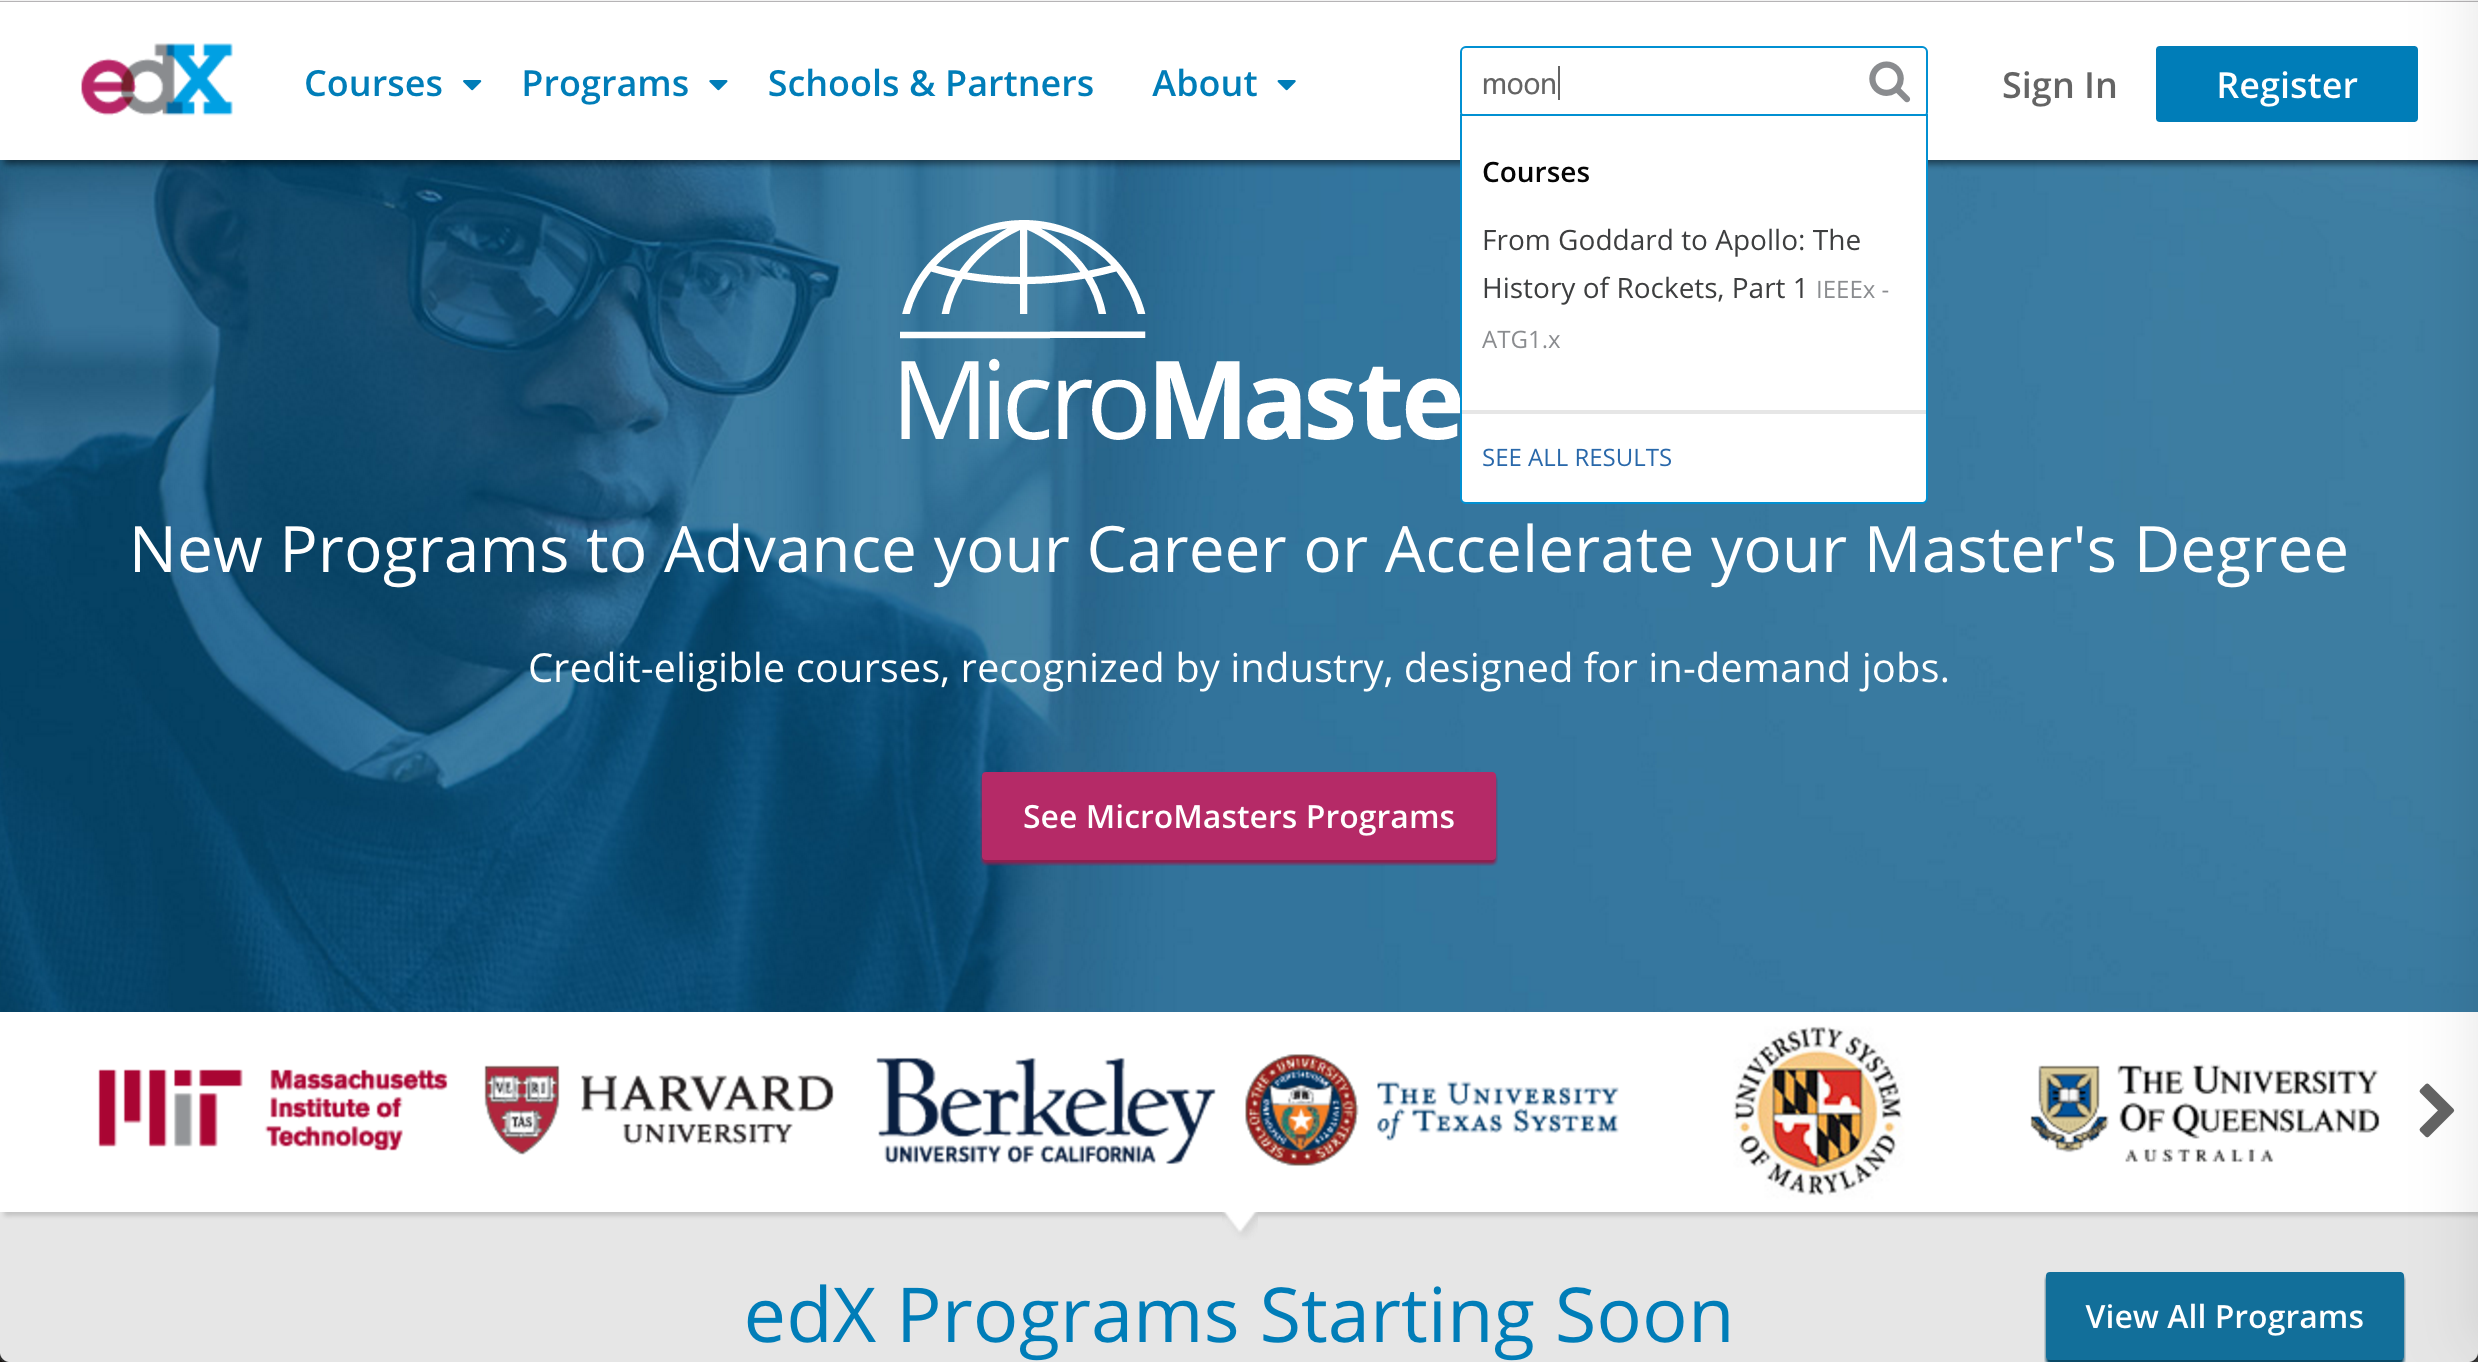 edX
Courses Programs Schools & Partners About moon Sign In Register
Courses
From Goddard to Apollo: The
History of Rockets, Part 1 IEEEx -
ATG1.x
SEE ALL RESULTS
MicroMaste
New Programs to Advance your Career or Accelerate your Master's Degree
Credit-eligible courses, recognized by industry, designed for in-demand jobs.
See MicroMasters Programs
Massachusetts
Institute of
Technology
VE RI
TAS
HARVARD
UNIVERSITY
Berkeley
UNIVERSITY OF CALIFORNIA
THE UNIVERSITY
of TEXAS SYSTEM
UNIVERSITY SYSTEM
OF MARYLAND
THE UNIVERSITY
OF QUEENSLAND
AUSTRALIA
edX Programs Starting Soon
View All Programs